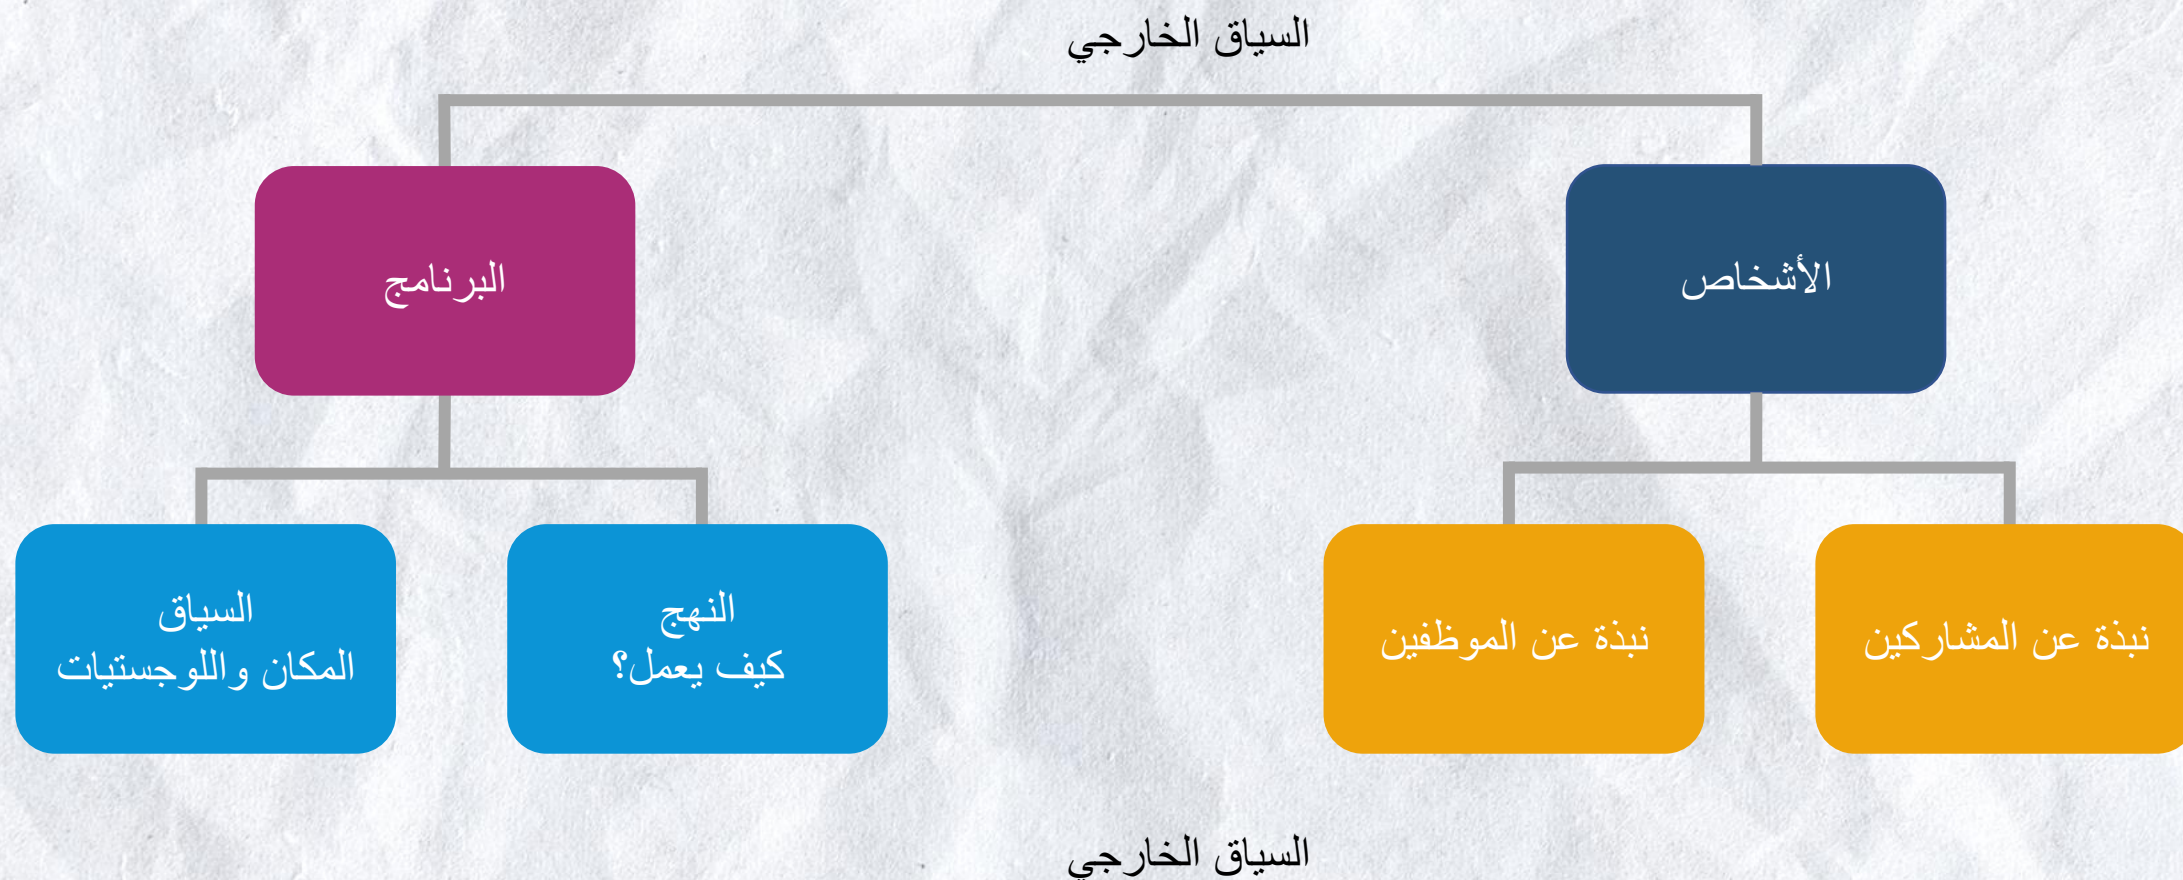 السياق الخارجي
الأشخاص
البرنامج
نبذة عن المشاركين
نبذة عن الموظفين
النهج
كيف يعمل؟
السياق
المكان واللوجستيات
السياق الخارجي